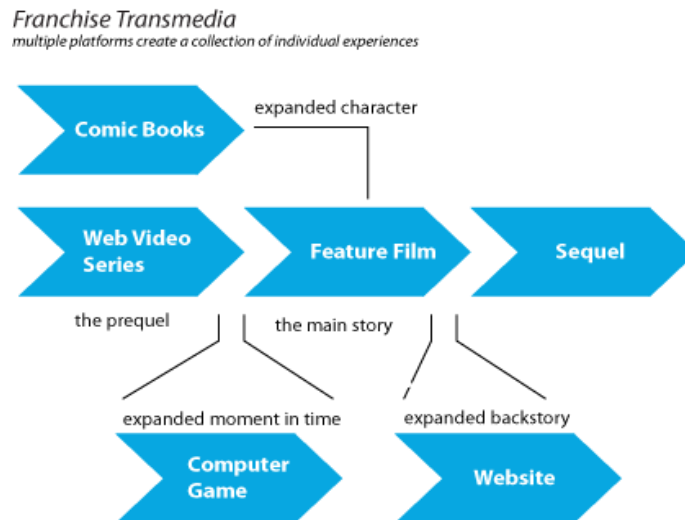 Franchise Transmedia
multiple platforms create a collection of individual experiences
Comic Books
expanded character
Web Video
Series
Feature Film
Sequel
the prequel
the main story
expanded moment in time
expanded backstory
Computer
Game
Website